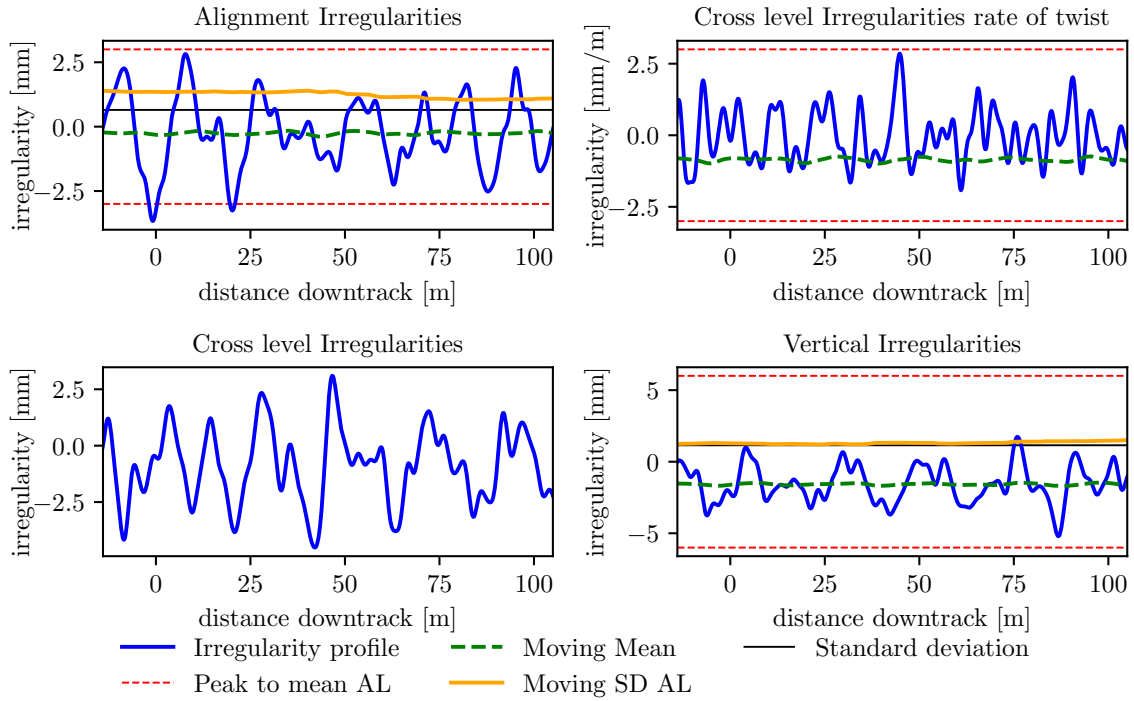 Alignment Irregularities
irregularity [mm]
2.5
0.0
−2.5
0 25 50 75 100
distance downtrack [m]
Cross level Irregularities rate of twist
irregularity [mm/m]
2.5
0.0
−2.5
0 25 50 75 100
distance downtrack [m]
Cross level Irregularities
irregularity [mm]
2.5
0.0
−2.5
0 25 50 75 100
distance downtrack [m]
Vertical Irregularities
irregularity [mm]
5
0
−5
0 25 50 75 100
distance downtrack [m]
Irregularity profile
Peak to mean AL
Moving Mean
Moving SD AL
Standard deviation